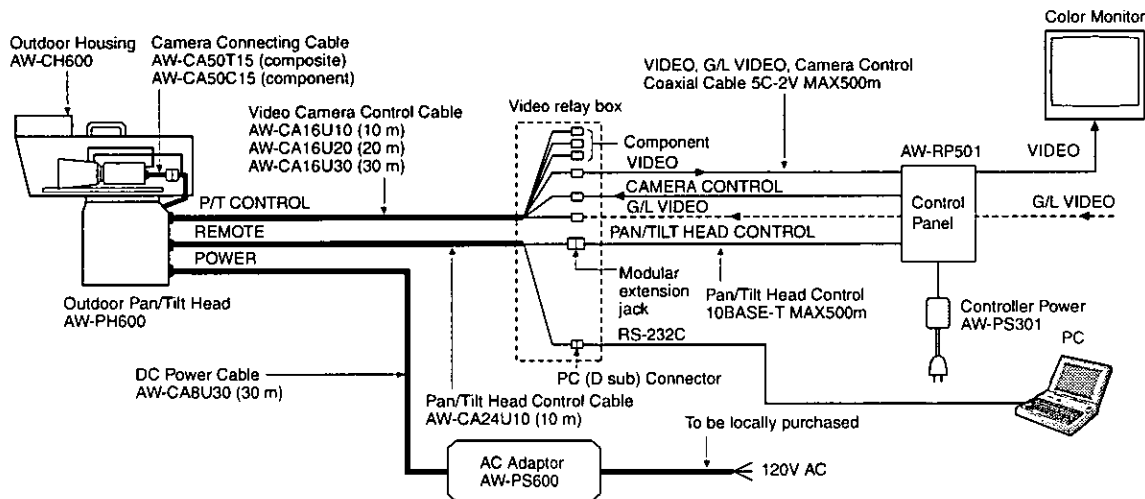 Color Monitor
Outdoor Housing
AW-CH600
Camera Connecting Cable
AW-CA50T15 (composite)
AW-CA50C15 (component)
VIDEO, G/L VIDEO, Camera Control
Coaxial Cable 5C-2V MAX500m
Video Camera Control Cable
AW-CA16U10 (10 m)
AW-CA16U20 (20 m)
AW-CA16U30 (30 m)
Video relay box
Component
VIDEO
AW-RP501
VIDEO
CAMERA CONTROL
P/T CONTROL
G/L VIDEO
Control
Panel
G/L VIDEO
REMOTE
PAN/TILT HEAD CONTROL
POWER
Modular
extension
jack
Outdoor Pan/Tilt Head
AW-PH600
Pan/Tilt Head Control
10BASE-T MAX500m
Controller Power
AW-PS301
RS-232C
PC
DC Power Cable
AW-CA8U30 (30 m)
PC (D sub) Connector
Pan/Tilt Head Control Cable
AW-CA24U10 (10 m)
To be locally purchased
AC Adaptor
AW-PS600
120V AC